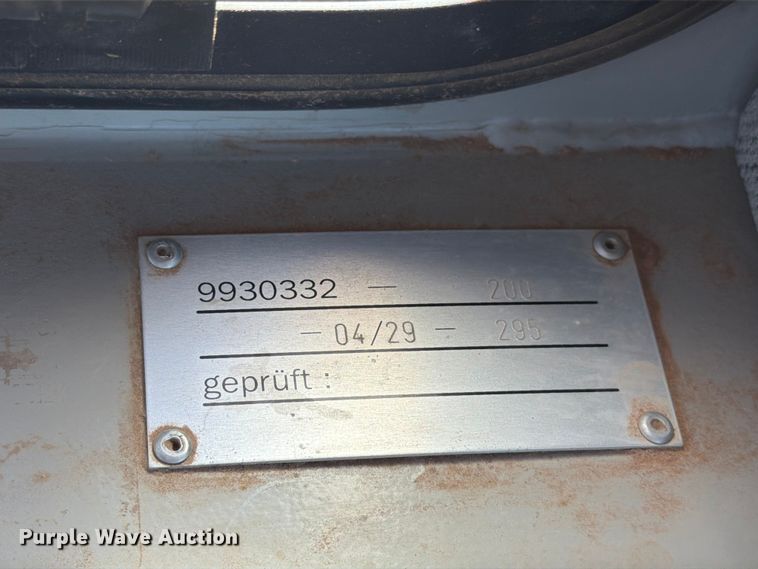 9930332 — 200
— 04/29 — 295
geprüft :
Purple Wave Auction